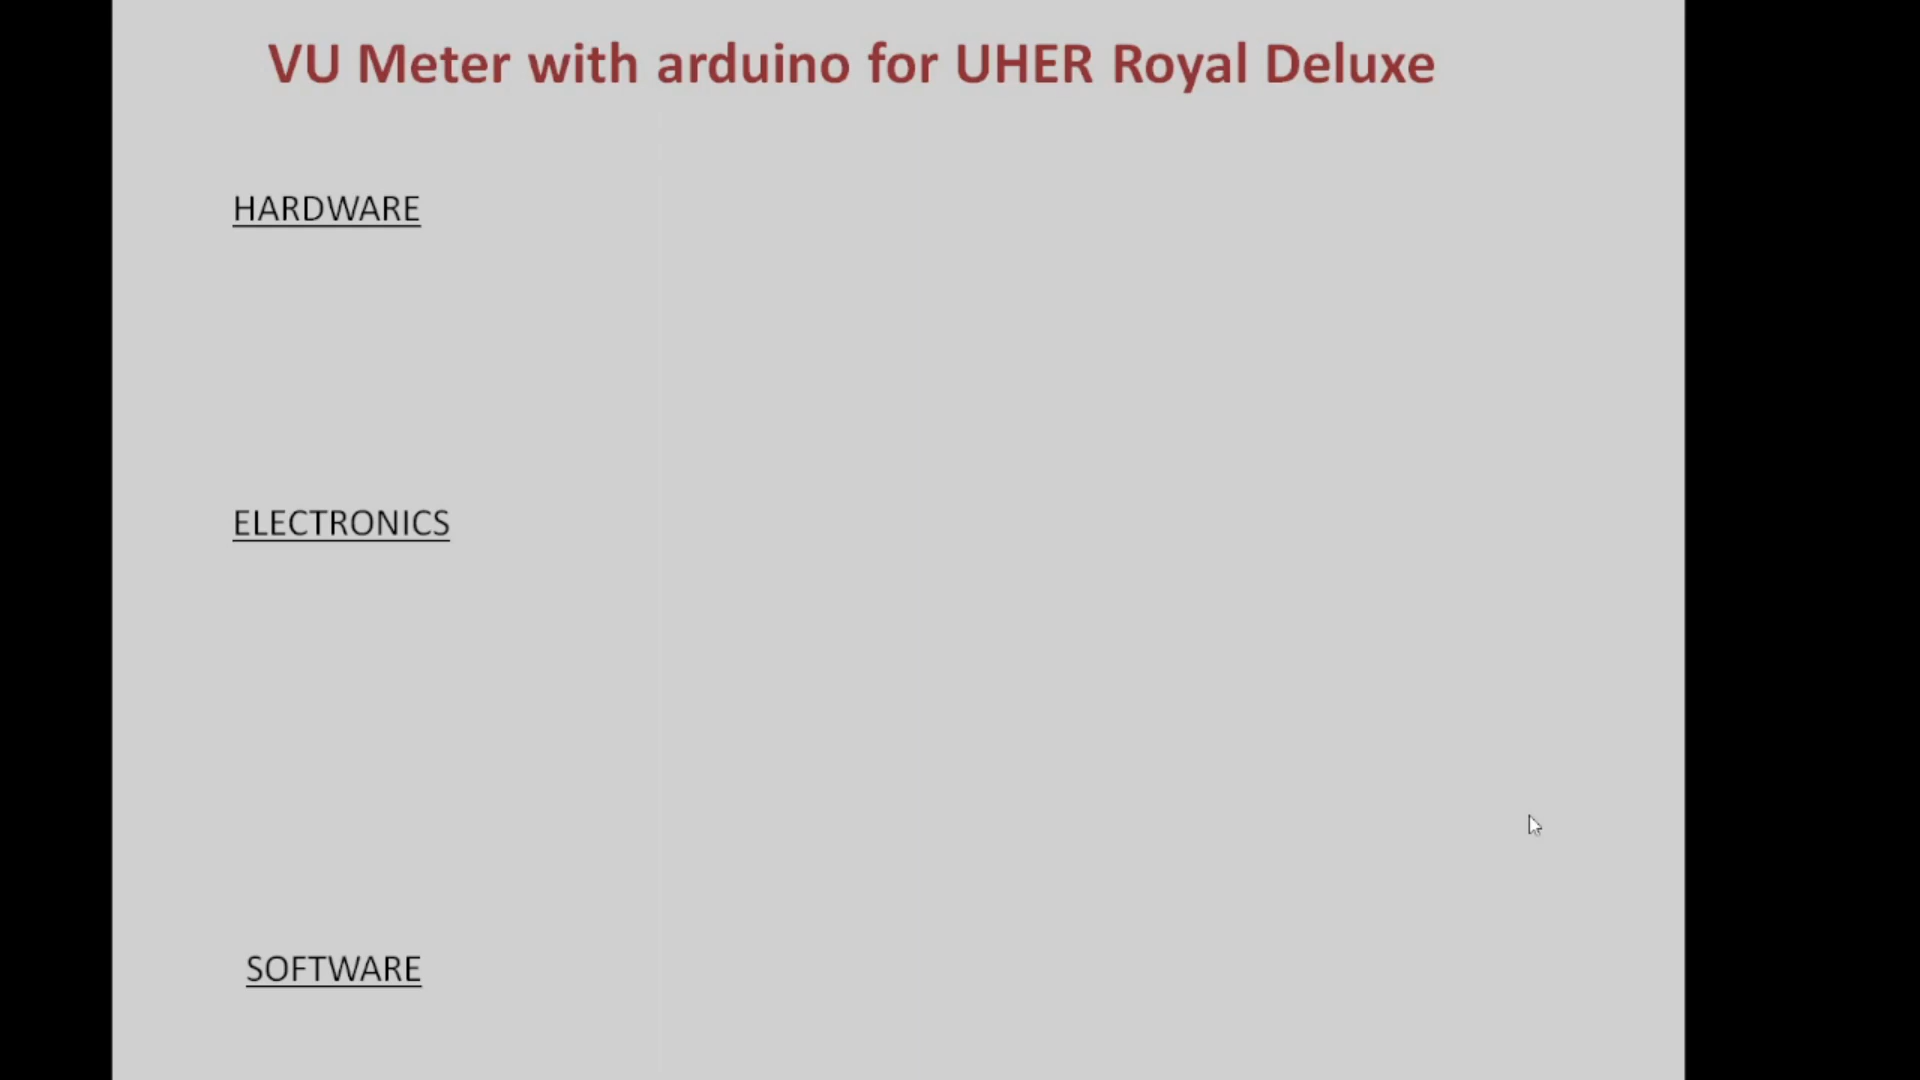 VU Meter with arduino for UHER Royal Deluxe
HARDWARE
ELECTRONICS
SOFTWARE